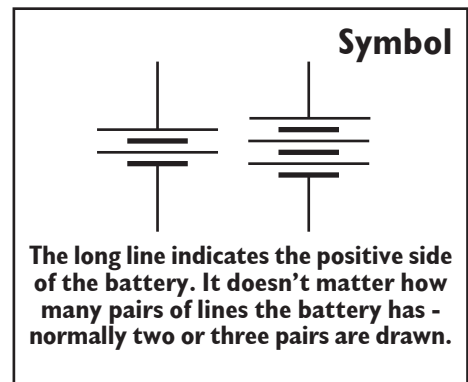 Symbol
The long line indicates the positive side
of the battery. It doesn’t matter how
many pairs of lines the battery has -
normally two or three pairs are drawn.